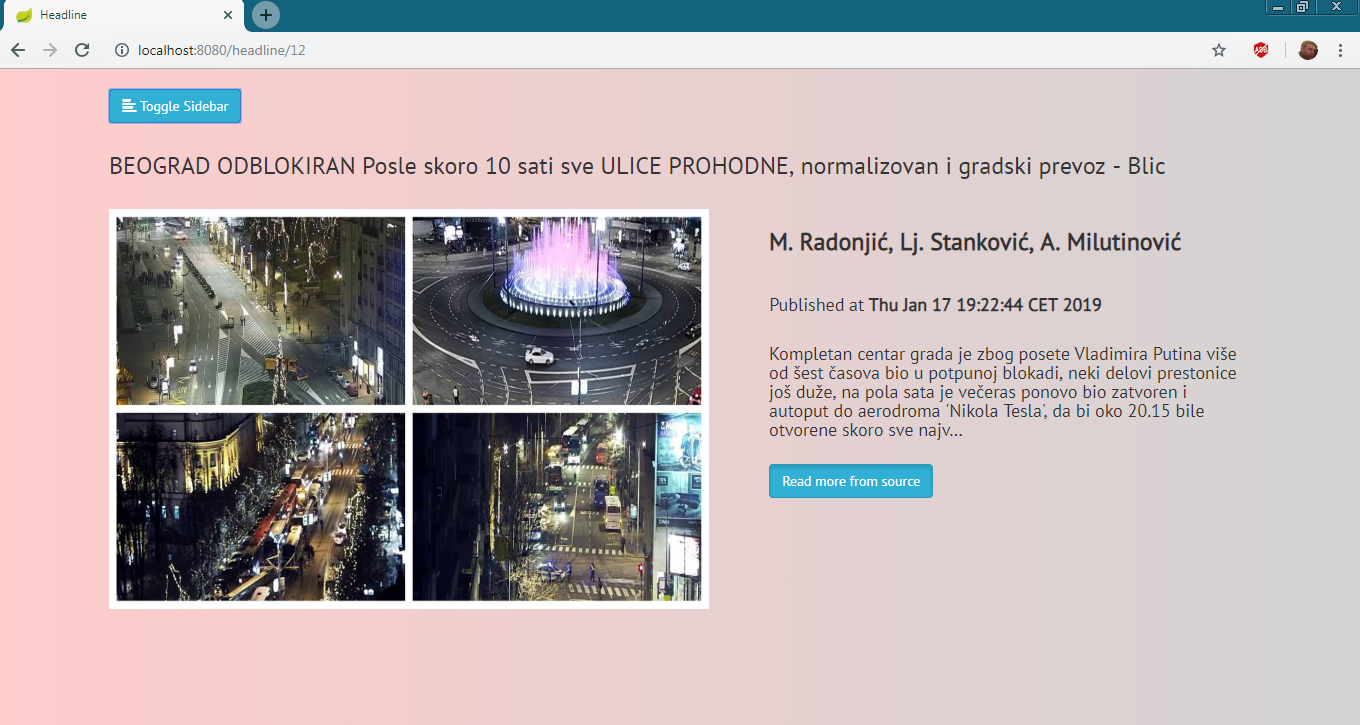 Headline
localhost:8080/headline/12
ABP
Toggle Sidebar
BEOGRAD ODBLOKIRAN Posle skoro 10 sati sve ULICE PROHODNE, normalizovan i gradski prevoz - Blic
M. Radonjić, Lj. Stanković, A. Milutinović
Published at Thu Jan 17 19:22:44 CET 2019
Kompletan centar grada je zbog posete Vladimira Putina više
od šest časova bio u potpunoj blokadi, neki delovi prestonice
još duže, na pola sata je večeras ponovo bio zatvoren i
autoput do aerodroma 'Nikola Tesla', da bi oko 20.15 bile
otvorene skoro sve najv...
Read more from source